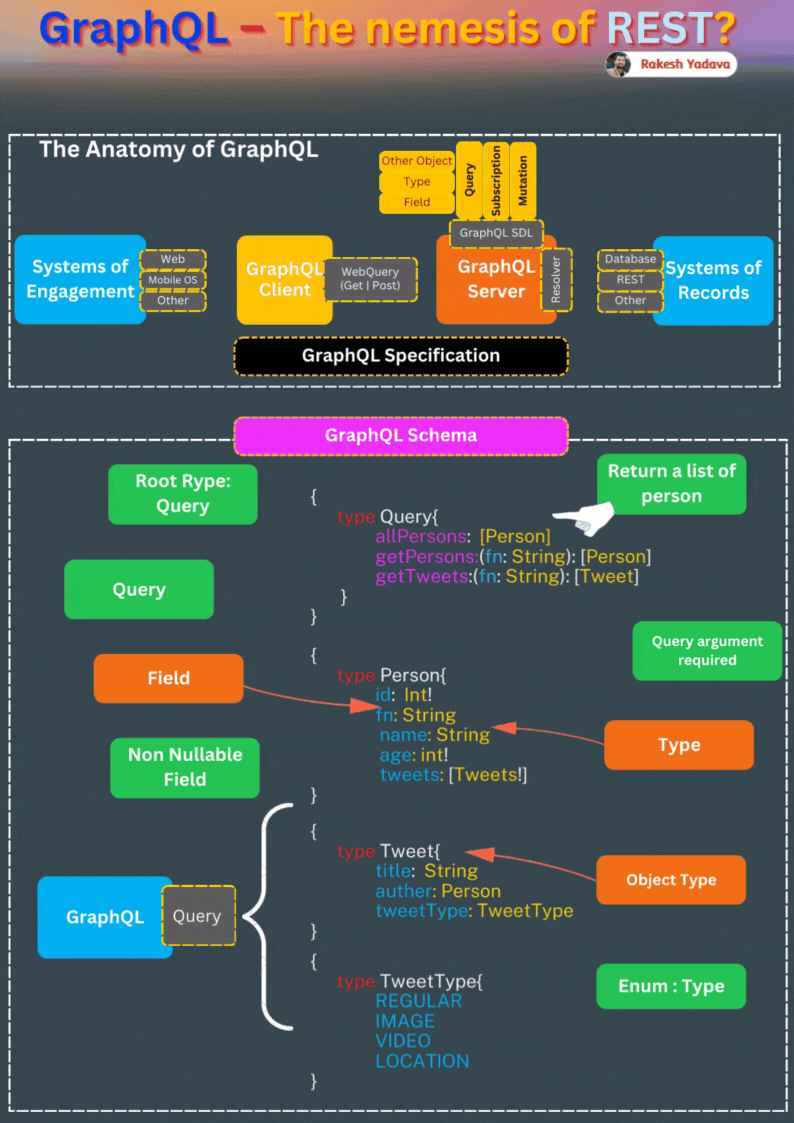 GraphQL – The nemesis of REST?
Rakesh Yadava
The Anatomy of GraphQL
Other Object
Type
Field
Query
Subscription
Mutation
GraphQL SDL
Systems of
Engagement
Web
Mobile OS
Other
GraphQL
Client
WebQuery
(Get | Post)
GraphQL
Server
Resolver
Database
REST
Other
Systems of
Records
GraphQL Specification
GraphQL Schema
Root Rype:
Query
Return a list of
person
{
type Query{
allPersons: [Person]
getPersons:(fn: String): [Person]
getTweets:(fn: String): [Tweet]
}
}
Query
Query argument
required
{
type Person{
id: Int!
fn: String
name: String
age: int!
tweets: [Tweets!]
}
Field
Type
Non Nullable
Field
{
type Tweet{
title: String
auther: Person
tweetType: TweetType
}
Object Type
GraphQL
Query
{
type TweetType{
REGULAR
IMAGE
VIDEO
LOCATION
}
Enum : Type